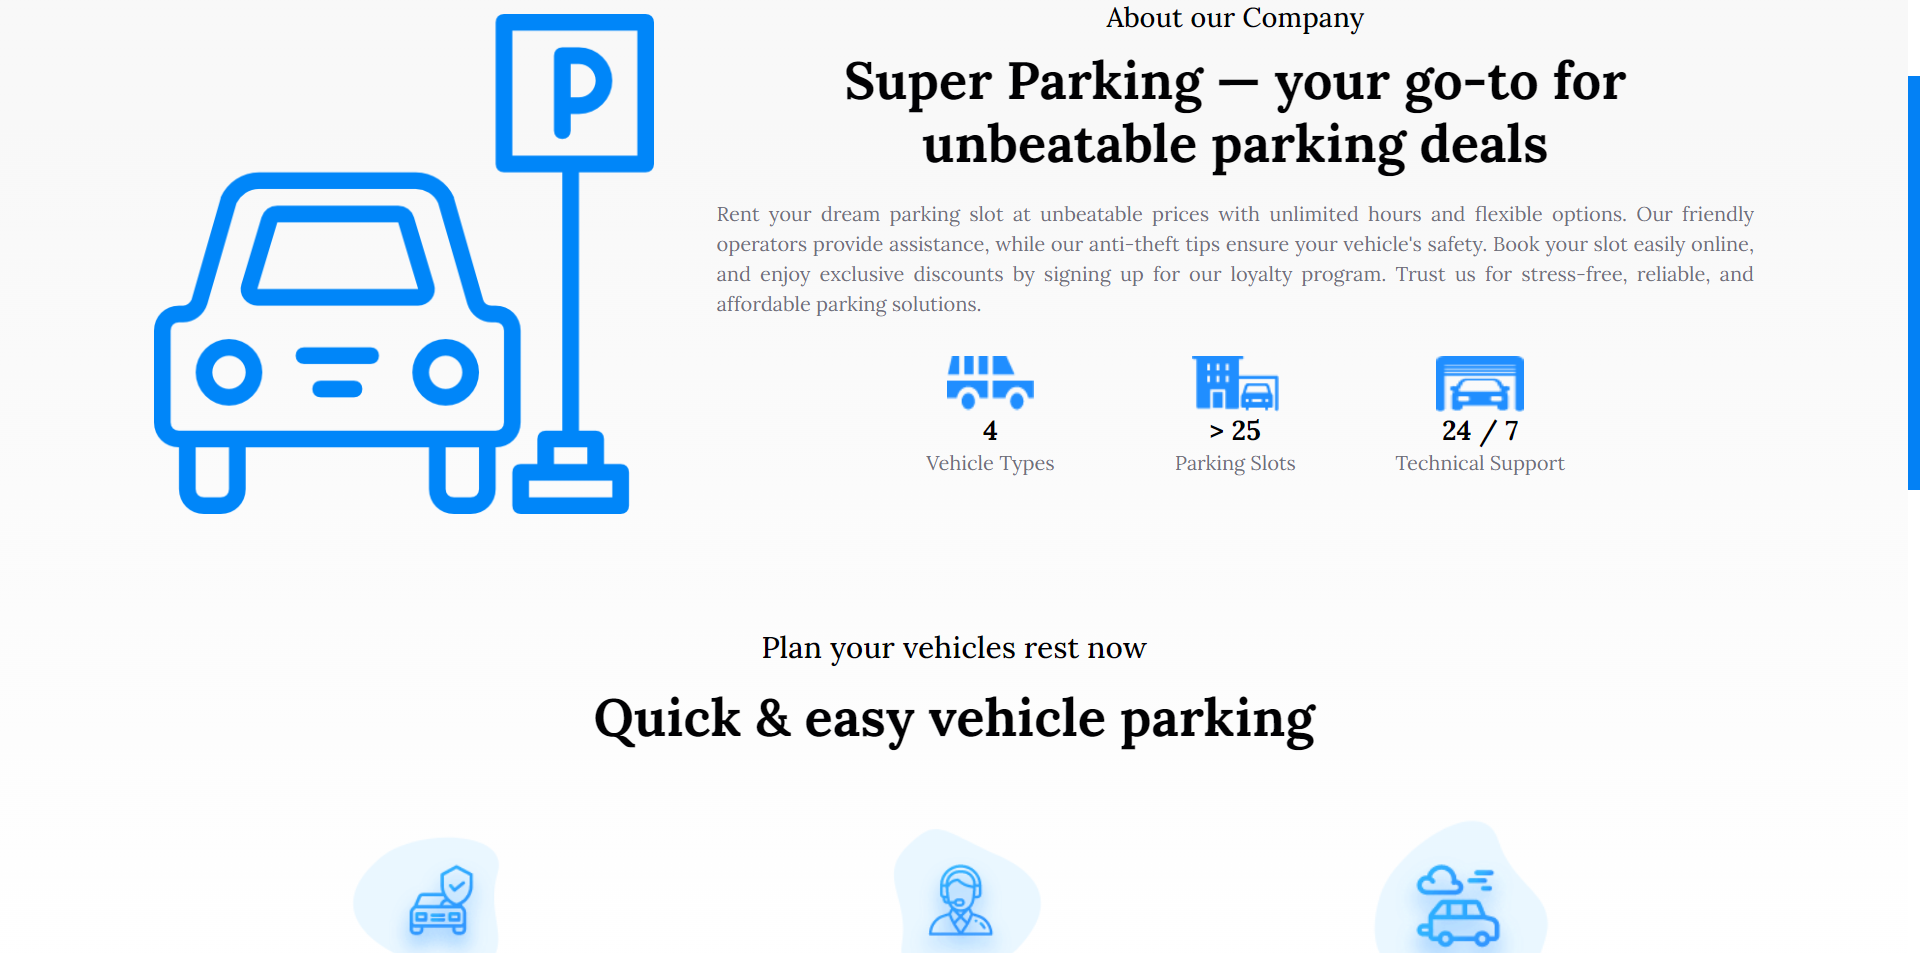 P
About our Company
Super Parking — your go-to for
unbeatable parking deals
Rent your dream parking slot at unbeatable prices with unlimited hours and flexible options. Our friendly
operators provide assistance, while our anti-theft tips ensure your vehicle's safety. Book your slot easily online,
and enjoy exclusive discounts by signing up for our loyalty program. Trust us for stress-free, reliable, and
affordable parking solutions.
4
Vehicle Types
> 25
Parking Slots
24 / 7
Technical Support
Plan your vehicles rest now
Quick & easy vehicle parking